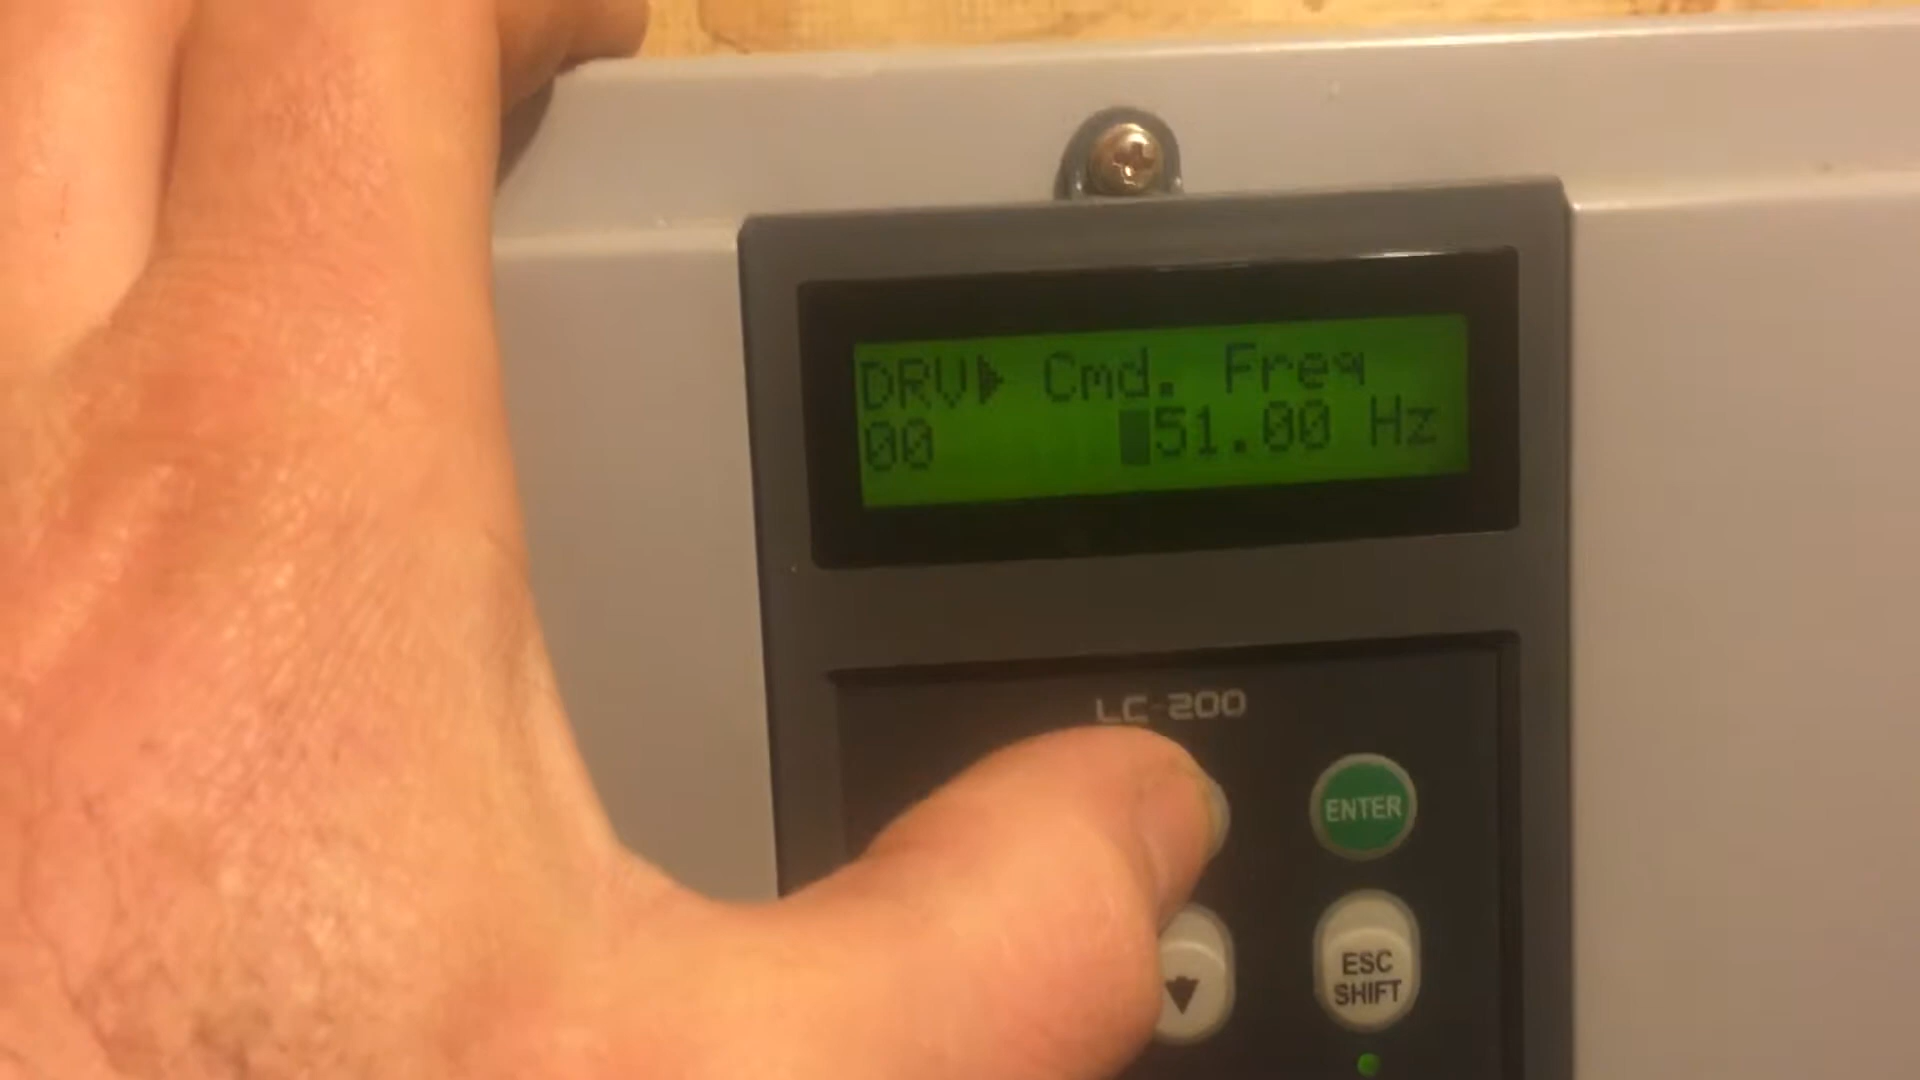 DRV▶ Cmd. Freq
00 51.00 Hz
LC-200
ENTER
ESC
SHIFT